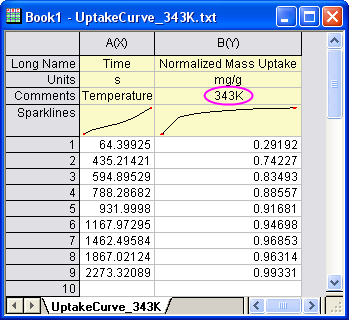 Book1 - UptakeCurve_343K.txt
A(X) B(Y)
Long Name Time Normalized Mass Uptake
Units s mg/g
Comments Temperature 343K
Sparklines
1 64.39925 0.29192
2 435.21421 0.74227
3 594.89529 0.83493
4 788.28682 0.88557
5 931.9998 0.91681
6 1167.97295 0.94698
7 1462.49584 0.96853
8 1867.02124 0.96314
9 2273.32089 0.99331
10
UptakeCurve_343K